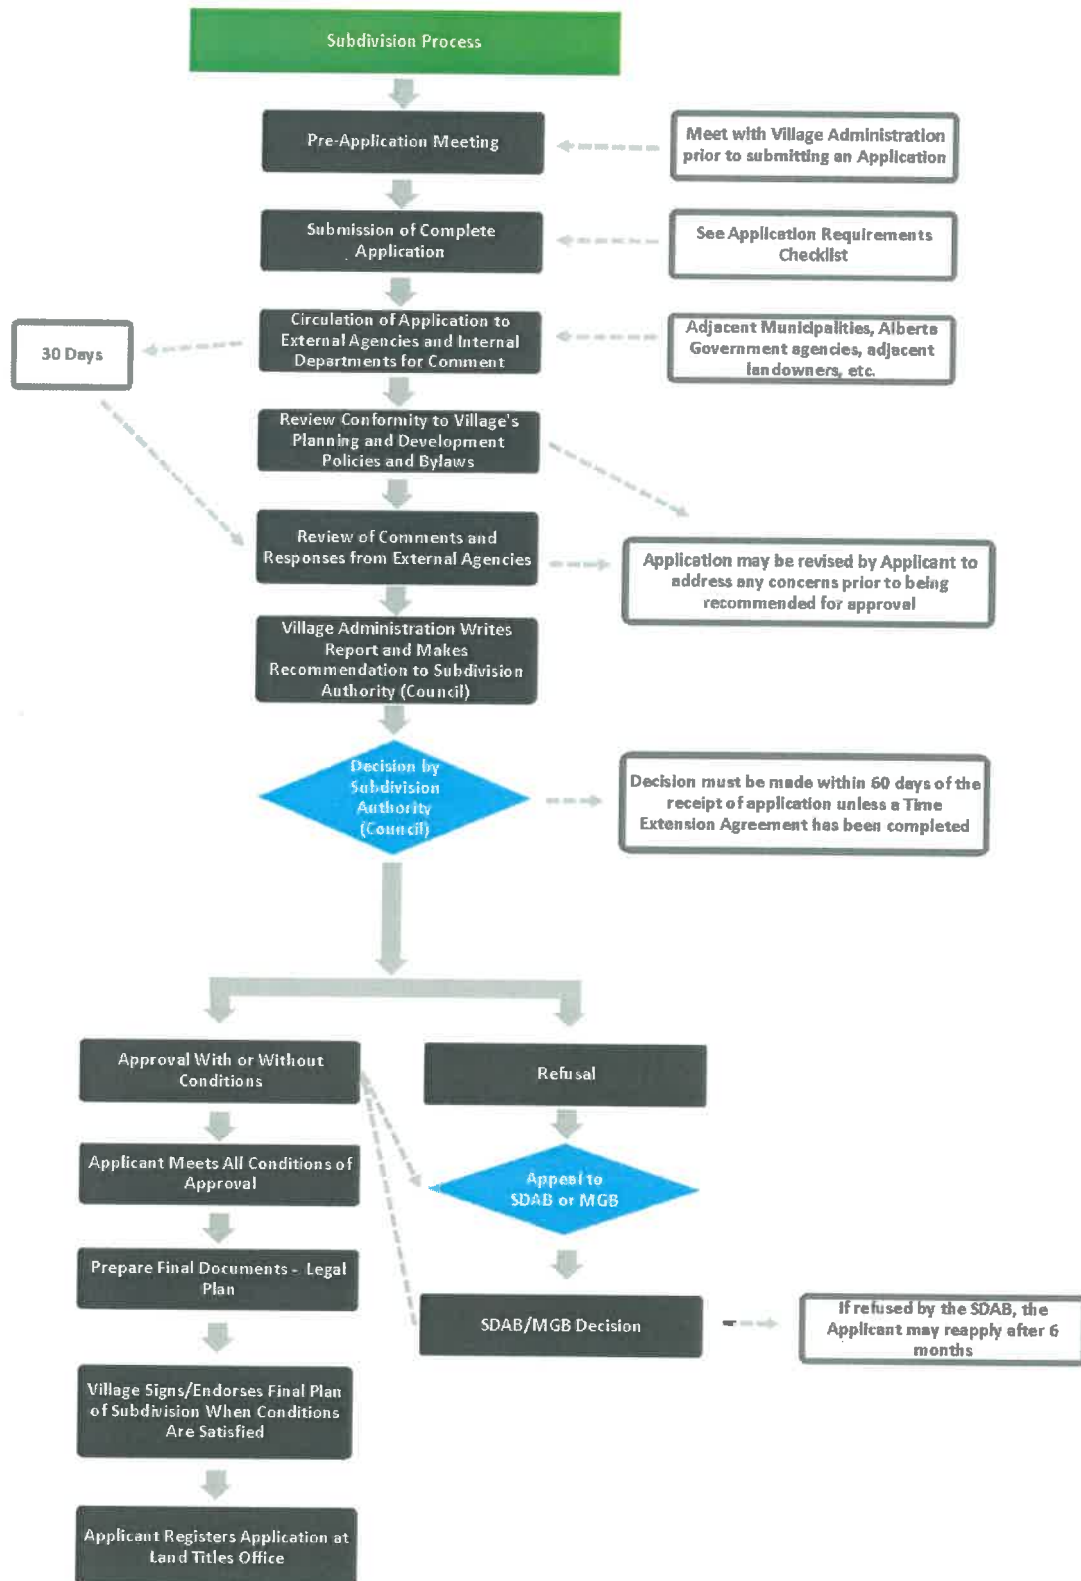 Subdivision Process
Pre-Application Meeting
Meet with Village Administration
prior to submitting an Application
Submission of Complete
Application
See Application Requirements
Checklist
Circulation of Application to
External Agencies and Internal
Departments for Comment
30 Days
Adjacent Municipalities, Alberta
Government agencies, adjacent
landowners, etc.
Review Conformity to Village's
Planning and Development
Policies and Bylaws
Review of Comments and
Responses from External Agencies
Application may be revised by Applicant to
address any concerns prior to being
recommended for approval
Village Administration Writes
Report and Makes
Recommendation to Subdivision
Authority (Council)
Decision by
Subdivision
Authority
(Council)
Decision must be made within 60 days of the
receipt of application unless a Time
Extension Agreement has been completed
Approval With or Without
Conditions
Refusal
Applicant Meets All Conditions of
Approval
Appeal to
SDAB or MGB
Prepare Final Documents - Legal
Plan
SDAB/MGB Decision
If refused by the SDAB, the
Applicant may reapply after 6
months
Village Signs/Endorses Final Plan
of Subdivision When Conditions
Are Satisfied
Applicant Registers Application at
Land Titles Office